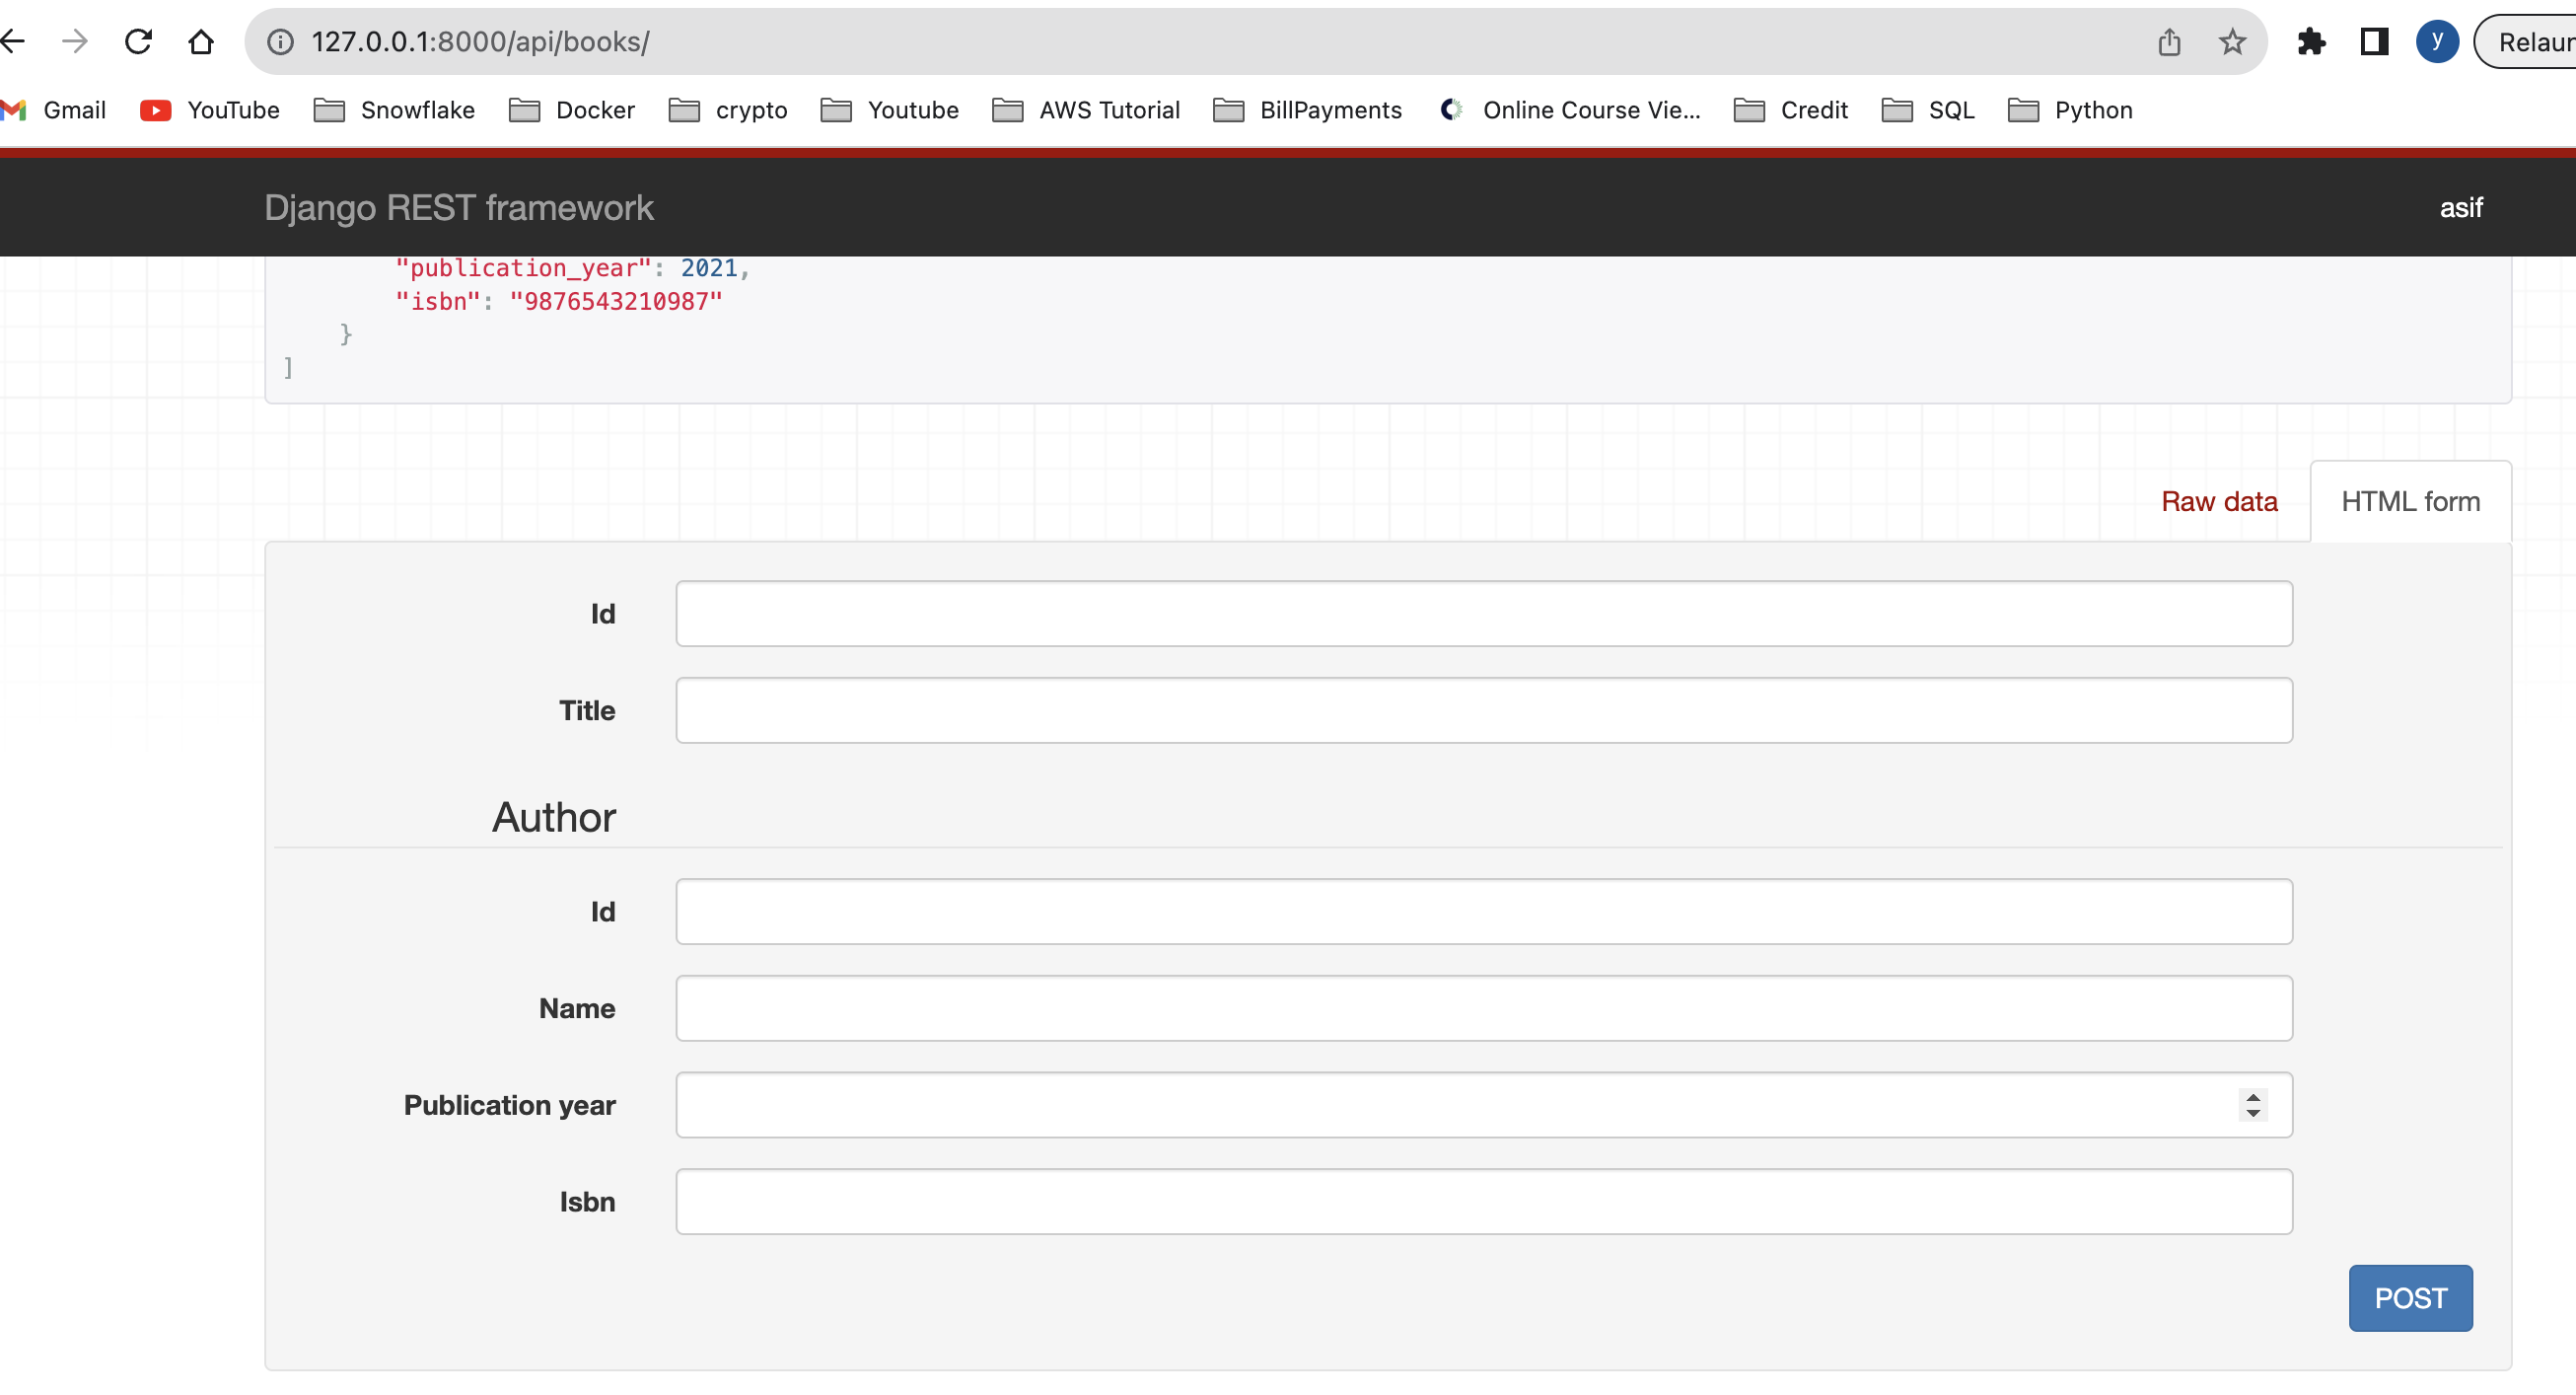 127.0.0.1:8000/api/books/
y
Relaun
Gmail YouTube Snowflake Docker crypto Youtube AWS Tutorial BillPayments Online Course Vie... Credit SQL Python
Django REST framework asif
"publication_year": 2021,
"isbn": "9876543210987"
}
]
Raw data HTML form
Id
Title
Author
Id
Name
Publication year
Isbn
POST